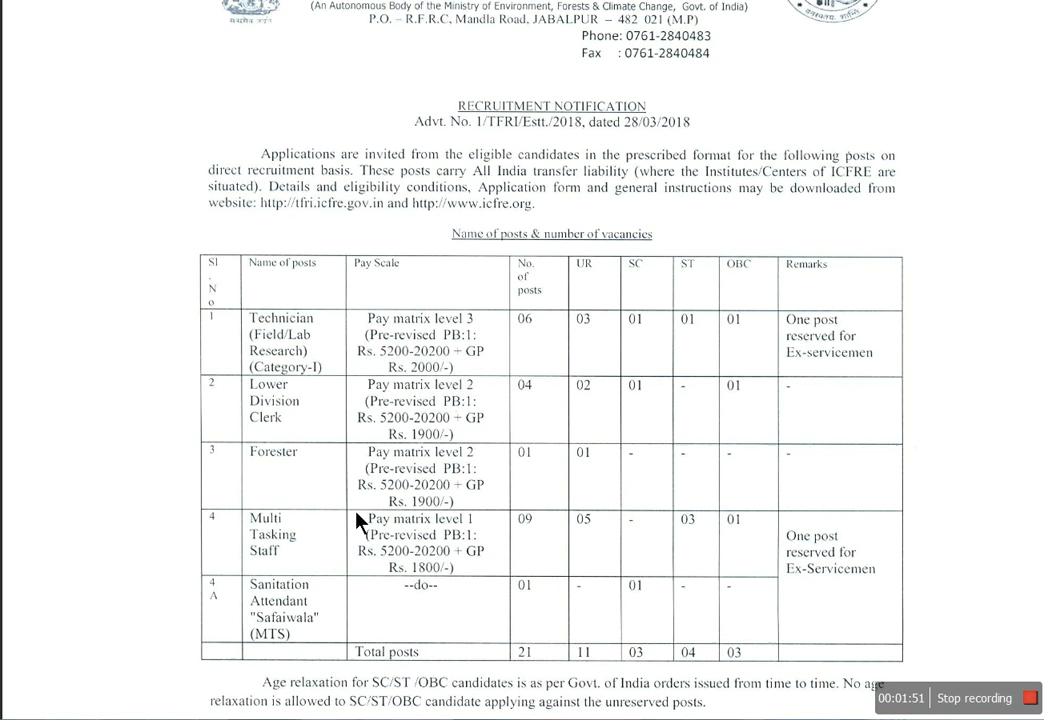 (An Autonomous Body of the Ministry of Environment, Forests & Climate Change, Govt. of India)
P.O. – R.F.R.C, Mandla Road, JABALPUR – 482 021 (M.P)
Phone: 0761-2840483
Fax : 0761-2840484
RECRUITMENT NOTIFICATION
Advt. No. 1/TFRI/Estt./2018, dated 28/03/2018
Applications are invited from the eligible candidates in the prescribed format for the following posts on
direct recruitment basis. These posts carry All India transfer liability (where the Institutes/Centers of ICFRE are
situated). Details and eligibility conditions, Application form and general instructions may be downloaded from
website: http://tfri.icfre.gov.in and http://www.icfre.org.
Name of posts & number of vacancies
Sl Name of posts Pay Scale No. UR SC ST OBC Remarks
. of
N posts
o
1 Technician Pay matrix level 3 06 03 01 01 01 One post
(Field/Lab (Pre-revised PB:1: reserved for
Research) Rs. 5200-20200 + GP Ex-servicemen
(Category-I) Rs. 2000/-)
2 Lower Pay matrix level 2 04 02 01 - 01 -
Division (Pre-revised PB:1:
Clerk Rs. 5200-20200 + GP
Rs. 1900/-)
3 Forester Pay matrix level 2 01 01 - - - -
(Pre-revised PB:1:
Rs. 5200-20200 + GP
Rs. 1900/-)
4 Multi Pay matrix level 1 09 05 - 03 01
Tasking (Pre-revised PB:1: One post
Staff Rs. 5200-20200 + GP reserved for
Rs. 1800/-) Ex-Servicemen
4 Sanitation --do-- 01 - 01 - -
A Attendant
"Safaiwala"
(MTS)
Total posts 21 11 03 04 03
Age relaxation for SC/ST /OBC candidates is as per Govt. of India orders issued from time to time. No age
relaxation is allowed to SC/ST/OBC candidate applying against the unreserved posts.
00:01:51 Stop recording